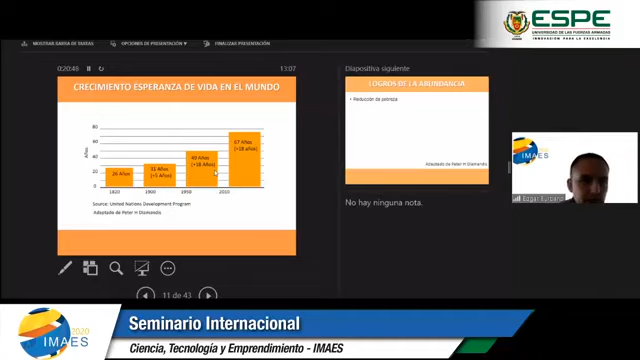 ESPE
UNIVERSIDAD DE LAS FUERZAS ARMADAS
INNOVACIÓN PARA LA EXCELENCIA
MOSTRAR BARRA DE TAREAS
OPCIONES DE PRESENTACIÓN
FINALIZAR PRESENTACIÓN
0:20:48
13:07
Diapositiva siguiente
CRECIMIENTO ESPERANZA DE VIDA EN EL MUNDO
80
60
40
20
0
Años
26 Años
31 Años
(+5 Años)
49 Años
(+18 Años)
67 Años
(+18 años)
1820
1900
1950
2010
Source: United Nations Development Program
Adaptado de Peter H Diamandis
LOGROS DE LA ABUNDANCIA
• Reducción de pobreza
Adaptado de Peter H Diamandis
No hay ninguna nota.
11 de 43
IMAES
Edgar
2020
IMAES
Seminario Internacional
Ciencia, Tecnología y Emprendimiento - IMAES